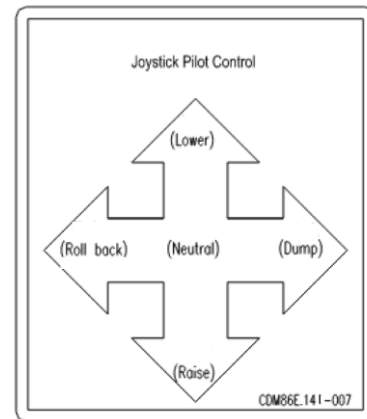 Joystick Pilot Control
(Lower)
(Roll back) (Neutral) (Dump)
(Raise)
CDM86E.141-007